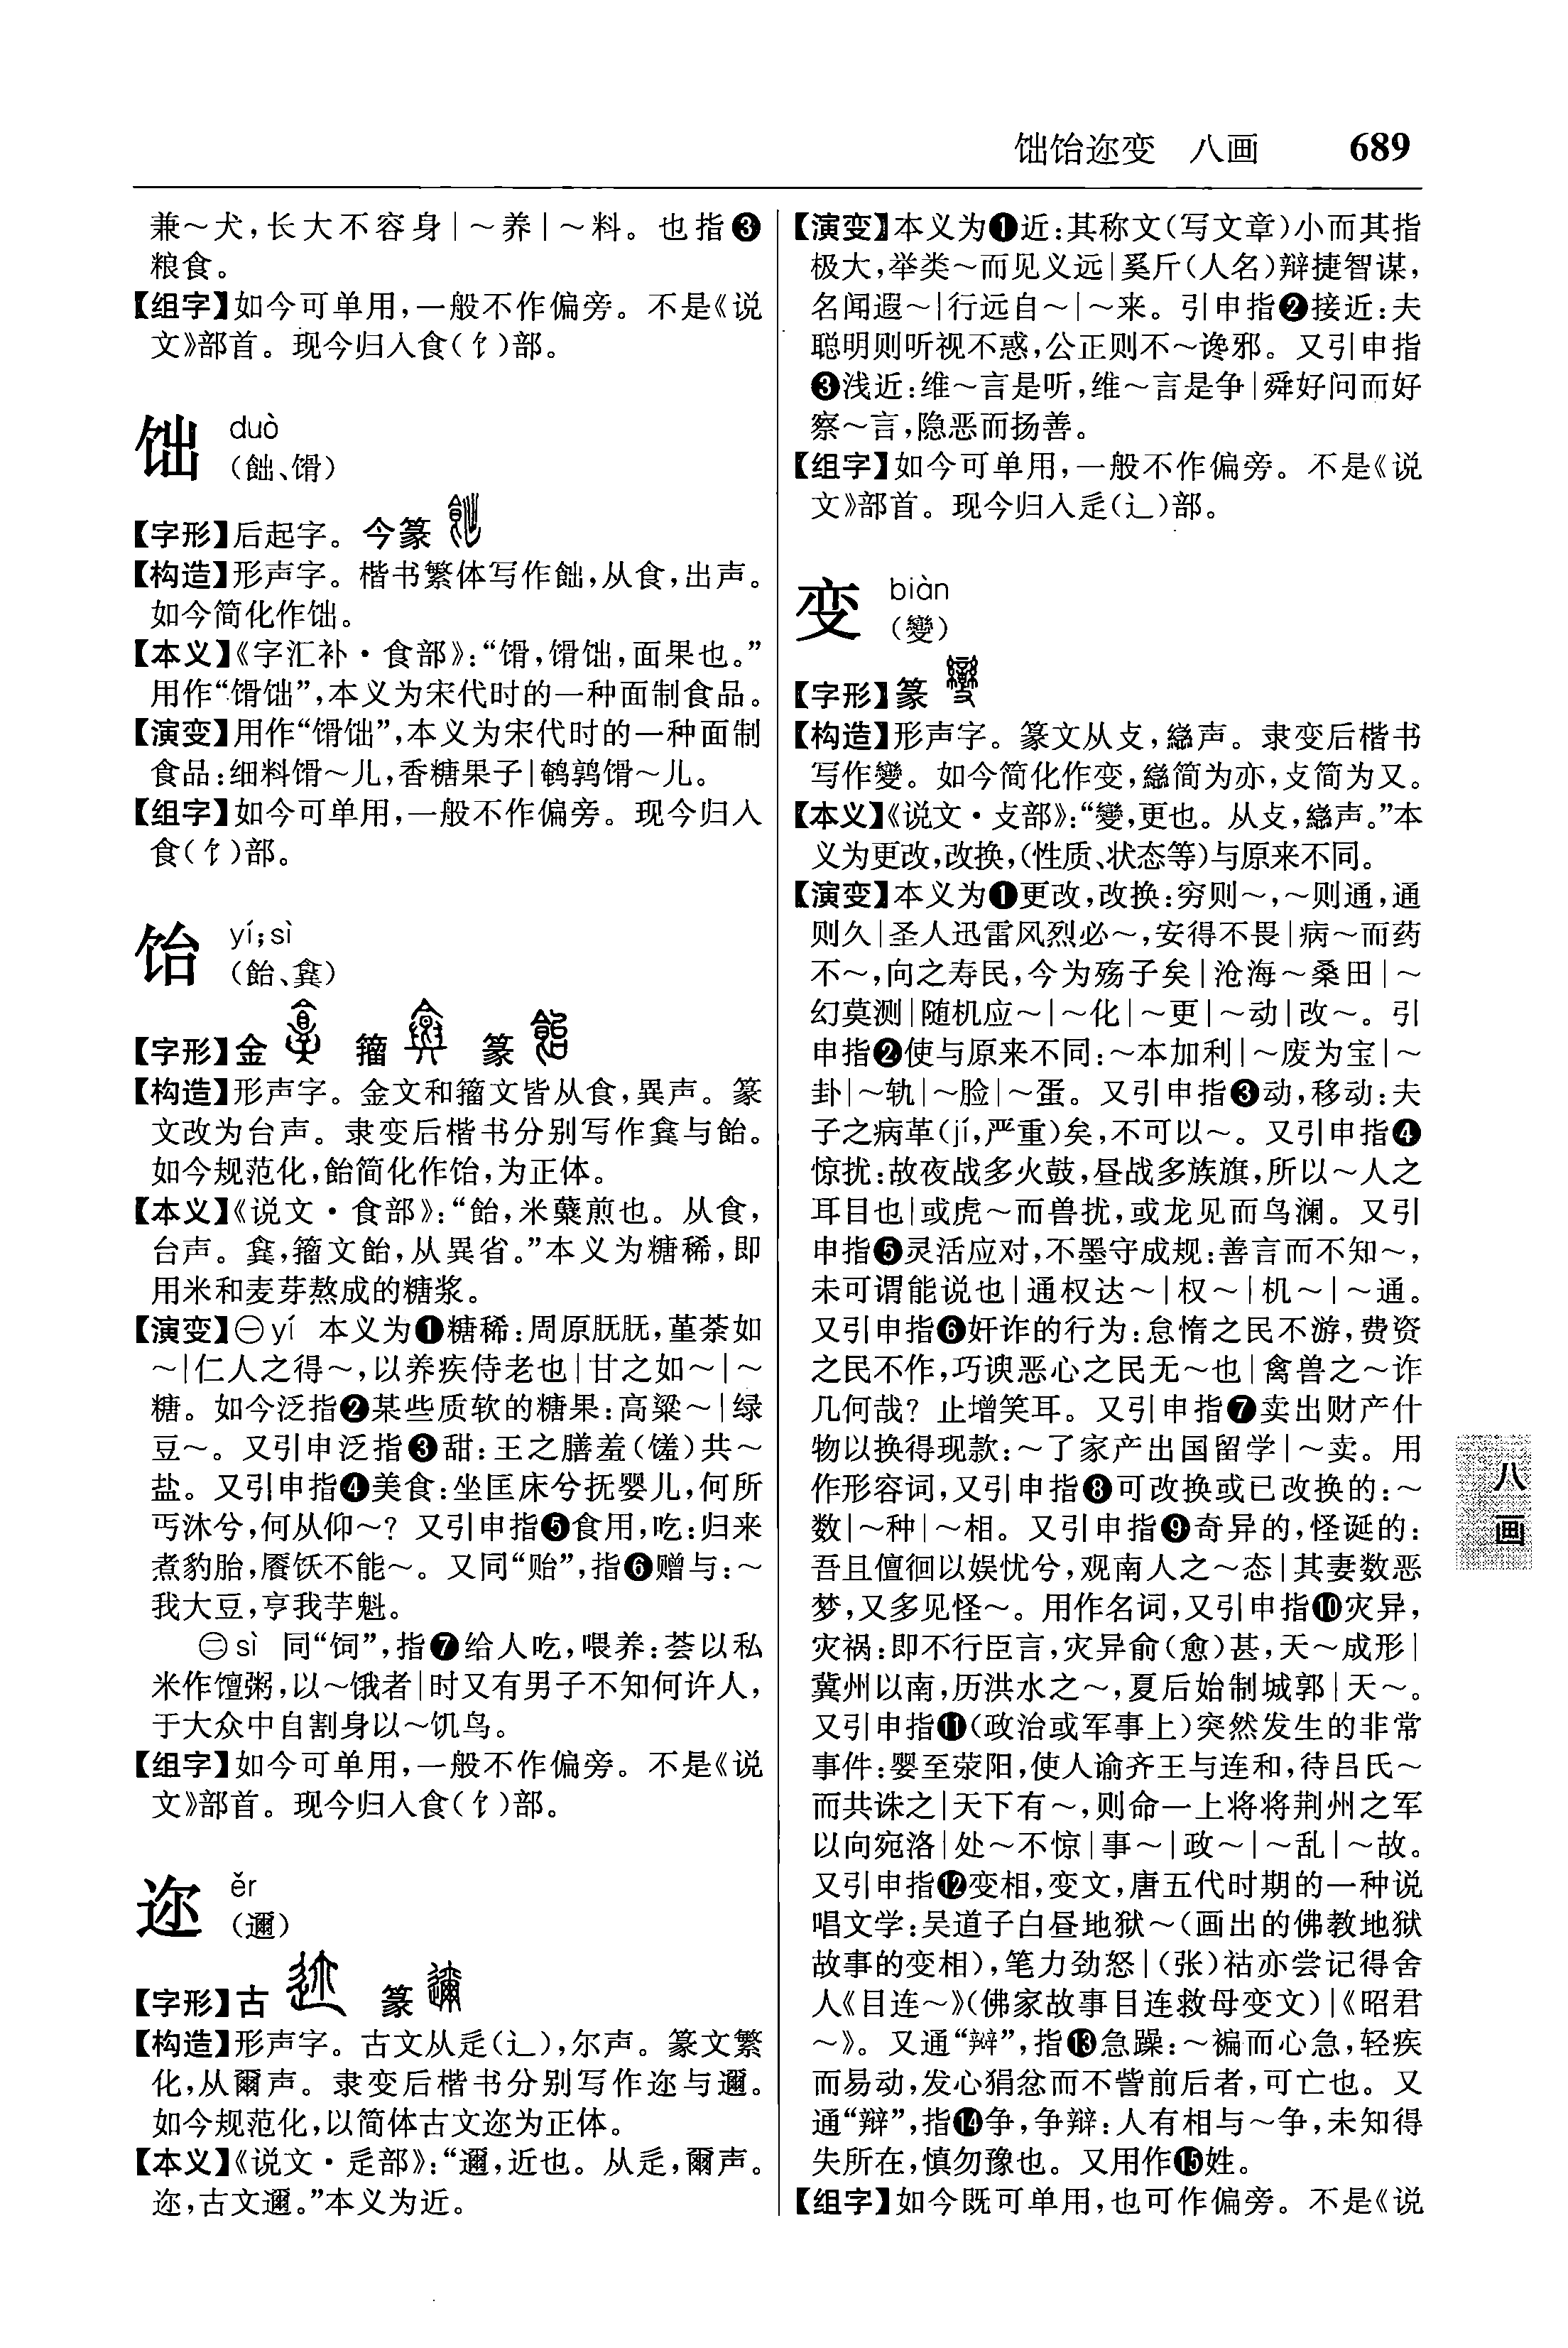 饳饴迩变 八画 689
兼～犬，长大不容身|～养|～料。也指❸
粮食。
【组字】如今可单用，一般不作偏旁。不是《说
文》部首。现今归入食(饣)部。
饳 duò
(飿、馉)
【字形】后起字。今篆
【构造】形声字。楷书繁体写作飿，从食，出声。
如今简化作饳。
【本义】《字汇补·食部》：“馉，馉饳，面果也。”
用作“馉饳”，本义为宋代时的一种面制食品。
【演变】用作“馉饳”，本义为宋代时的一种面制
食品：细料馉～儿，香糖果子|鹌鹑馉～儿。
【组字】如今可单用，一般不作偏旁。现今归入
食(饣)部。
饴 yí；sì
(飴、𩜾)
【字形】金 籀 篆
【构造】形声字。金文和籀文皆从食，異声。篆
文改为台声。隶变后楷书分别写作𩜾与飴。
如今规范化，飴简化作饴，为正体。
【本义】《说文·食部》：“飴，米糵煎也。从食，
台声。𩜾，籀文飴，从異省。”本义为糖稀，即
用米和麦芽熬成的糖浆。
【演变】㊀yí 本义为❶糖稀：周原朊朊，堇荼如
～|仁人之得～，以养疾侍老也|甘之如～|～
糖。如今泛指❷某些质软的糖果：高粱～|绿
豆～。又引申泛指❸甜：王之膳羞(馐)共～
盐。又引申指❹美食：坐匡床兮抚婴儿，何所
丐沐兮，何从仰～？又引申指❺食用，吃：归来
煮豹胎，餍饫不能～。又同“贻”，指❻赠与：～
我大豆，亨我芋魁。
㊁sì 同“饲”，指❼给人吃，喂养：荟以私
米作饘粥，以～饿者|时又有男子不知何许人，
于大众中自割身以～饥鸟。
【组字】如今可单用，一般不作偏旁。不是《说
文》部首。现今归入食(饣)部。
迩 ěr
(邇)
【字形】古 篆
【构造】形声字。古文从辵(辶)，尔声。篆文繁
化，从爾声。隶变后楷书分别写作迩与邇。
如今规范化，以简体古文迩为正体。
【本义】《说文·辵部》：“邇，近也。从辵，爾声。
迩，古文邇。”本义为近。
【演变】本义为❶近：其称文(写文章)小而其指
极大，举类～而见义远|奚斤(人名)辩捷智谋，
名闻遐～|行远自～|～来。引申指❷接近：夫
聪明则听视不惑，公正则不～谗邪。又引申指
❸浅近：维～言是听，维～言是争|舜好问而好
察～言，隐恶而扬善。
【组字】如今可单用，一般不作偏旁。不是《说
文》部首。现今归入辵(辶)部。
变 biàn
(變)
【字形】篆
【构造】形声字。篆文从攴，䜌声。隶变后楷书
写作變。如今简化作变，䜌简为亦，攴简为又。
【本义】《说文·攴部》：“變，更也。从攴，䜌声。”本
义为更改，改换，(性质、状态等)与原来不同。
【演变】本义为❶更改，改换：穷则～，～则通，通
则久|圣人迅雷风烈必～，安得不畏|病～而药
不～，向之寿民，今为殇子矣|沧海～桑田|～
幻莫测|随机应～|～化|～更|～动|改～。引
申指❷使与原来不同：～本加利|～废为宝|～
卦|～轨|～脸|～蛋。又引申指❸动，移动：夫
子之病革(jí，严重)矣，不可以～。又引申指❹
惊扰：故夜战多火鼓，昼战多族旗，所以～人之
耳目也|或虎～而兽扰，或龙见而鸟澜。又引
申指❺灵活应对，不墨守成规：善言而不知～，
未可谓能说也|通权达～|权～|机～|～通。
又引申指❻奸诈的行为：怠惰之民不游，费资
之民不作，巧谀恶心之民无～也|禽兽之～诈
几何哉？止增笑耳。又引申指❼卖出财产什
物以换得现款：～了家产出国留学|～卖。用
作形容词，又引申指❽可改换或已改换的：～
数|～种|～相。又引申指❾奇异的，怪诞的：
吾且儃徊以娱忧兮，观南人之～态|其妻数恶
梦，又多见怪～。用作名词，又引申指❿灾异，
灾祸：即不行臣言，灾异俞(愈)甚，天～成形|
冀州以南，历洪水之～，夏后始制城郭|天～。
又引申指⓫(政治或军事上)突然发生的非常
事件：婴至荥阳，使人谕齐王与连和，待吕氏～
而共诛之|天下有～，则命一上将将荆州之军
以向宛洛|处～不惊|事～|政～|～乱|～故。
又引申指⓬变相，变文，唐五代时期的一种说
唱文学：吴道子白昼地狱～(画出的佛教地狱
故事的变相)，笔力劲怒|(张)祜亦尝记得舍
人《目连～》(佛家故事目连救母变文)|《昭君
～》。又通“辫”，指⓭急躁：～褊而心急，轻疾
而易动，发心狷忿而不訾前后者，可亡也。又
通“辩”，指⓮争，争辩：人有相与～争，未知得
失所在，慎勿豫也。又用作⓯姓。
【组字】如今既可单用，也可作偏旁。不是《说
八画